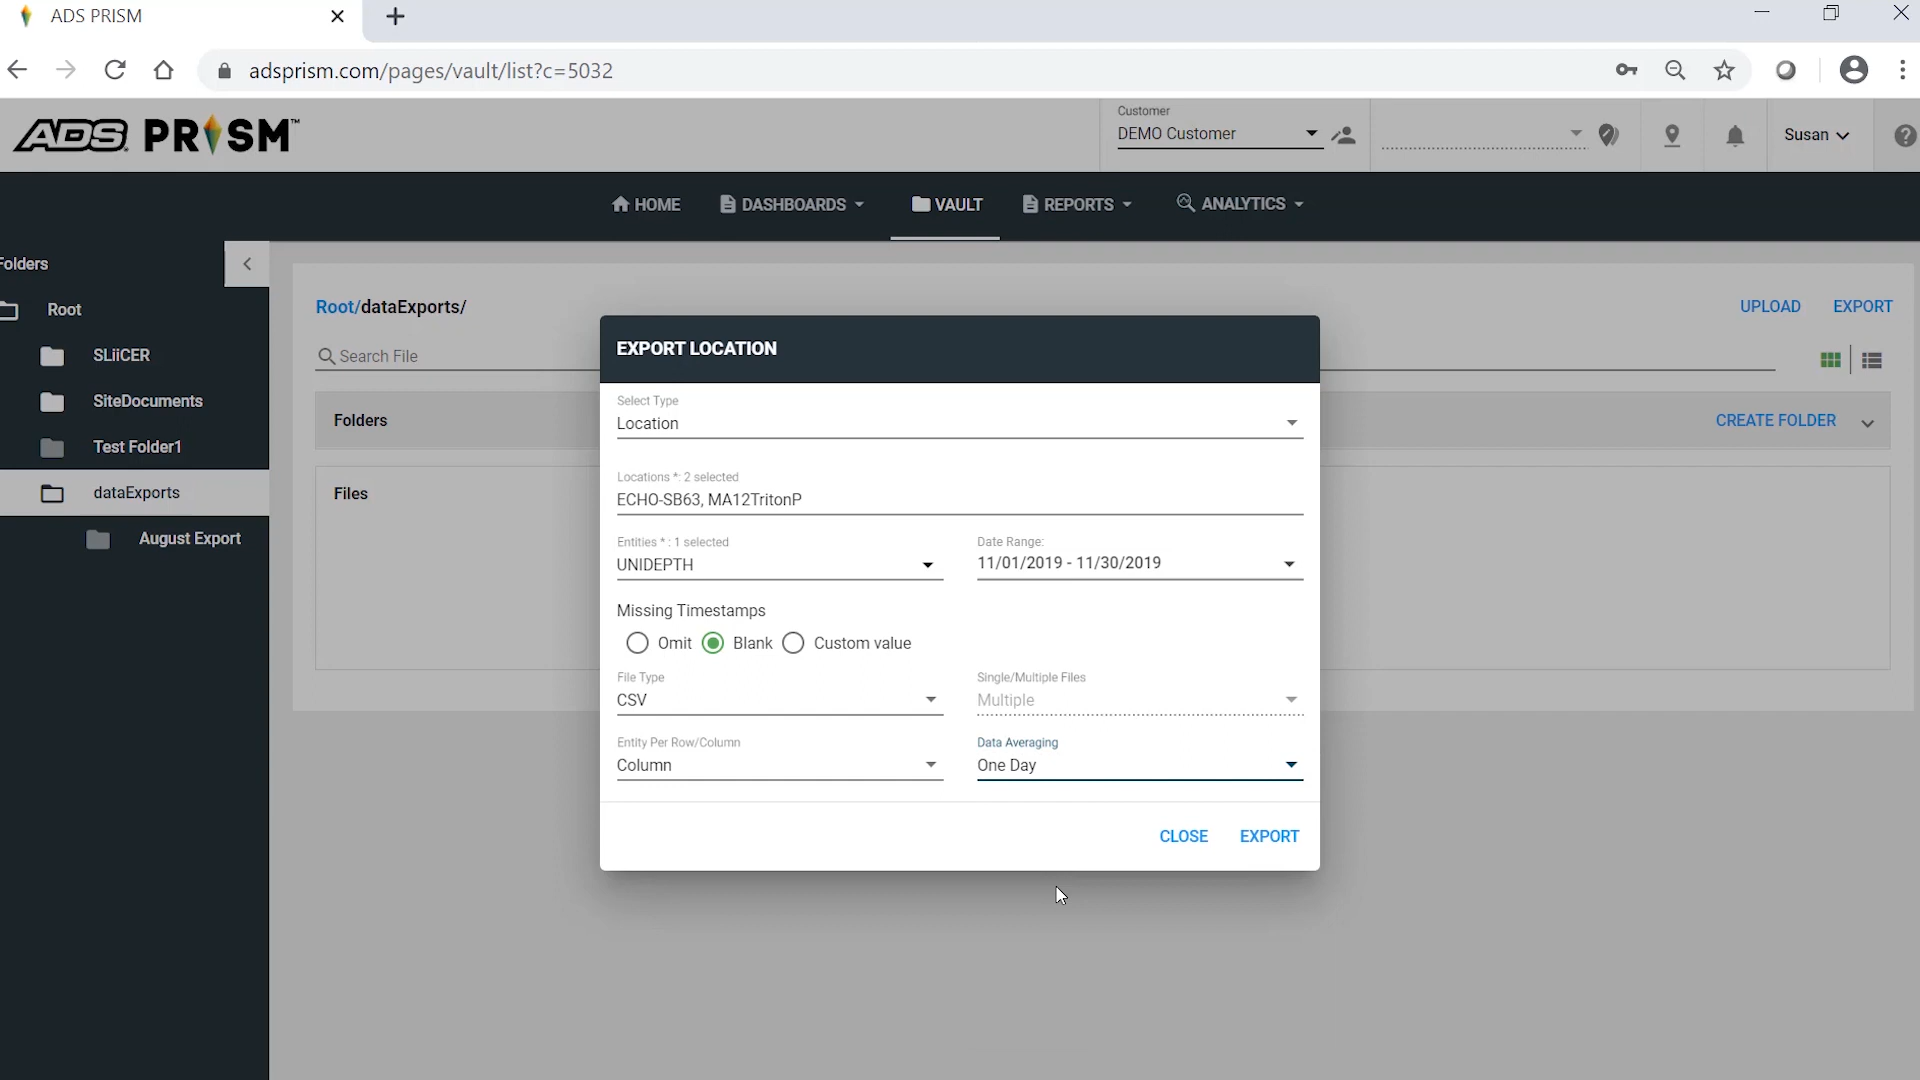 ADS PRISM
adsprism.com/pages/vault/list?c=5032
ADS PRISM™
Customer
DEMO Customer
Susan
HOME
DASHBOARDS
VAULT
REPORTS
ANALYTICS
Folders
Root
SLiiCER
SiteDocuments
Test Folder1
dataExports
August Export
Root/dataExports/
UPLOAD
EXPORT
Search File
Folders
CREATE FOLDER
Files
EXPORT LOCATION
Select Type
Location
Locations *: 2 selected
ECHO-SB63, MA12TritonP
Entities * : 1 selected
UNIDEPTH
Date Range:
11/01/2019 - 11/30/2019
Missing Timestamps
Omit Blank Custom value
File Type
CSV
Single/Multiple Files
Multiple
Entity Per Row/Column
Column
Data Averaging
One Day
CLOSE EXPORT